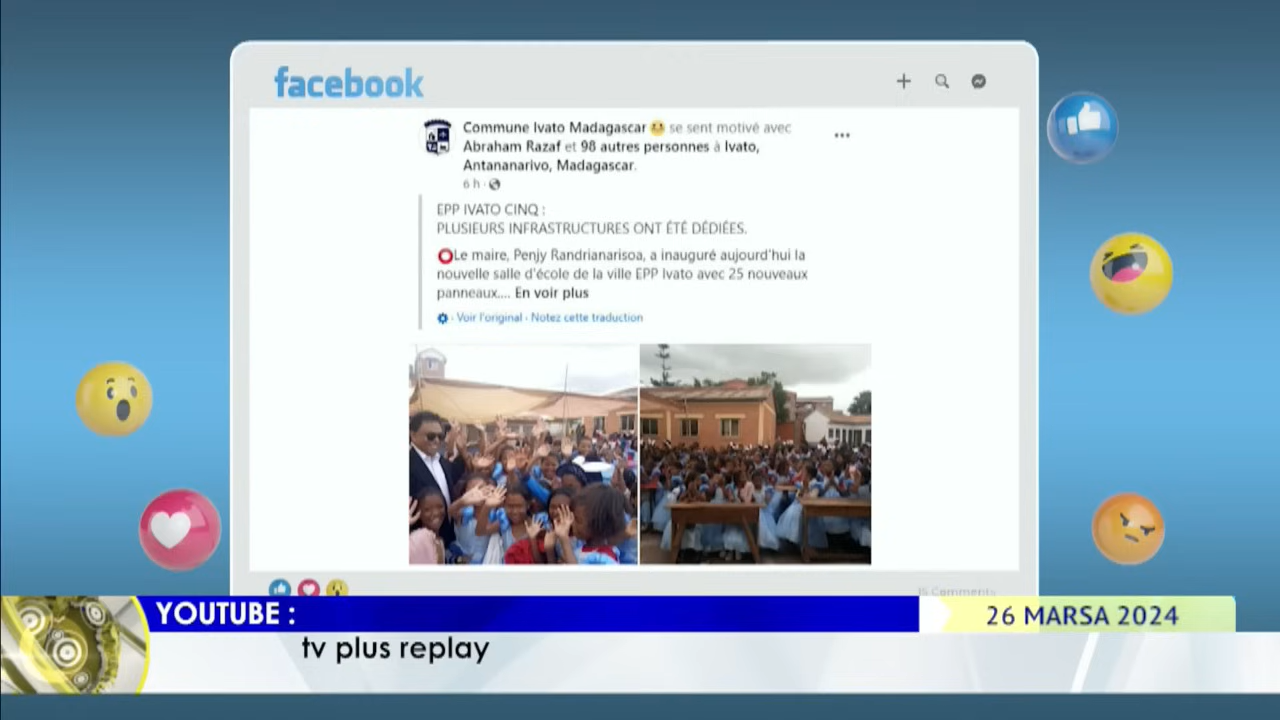 facebook
Commune Ivato Madagascar se sent motivé avec
Abraham Razaf et 98 autres personnes à Ivato,
Antananarivo, Madagascar.
6 h ·
EPP IVATO CINQ :
PLUSIEURS INFRASTRUCTURES ONT ÉTÉ DÉDIÉES.
Le maire, Penjy Randrianarisoa, a inauguré aujourd'hui la
nouvelle salle d'école de la ville EPP Ivato avec 25 nouveaux
panneaux.... En voir plus
· Voir l'original · Notez cette traduction
15 Comments
YOUTUBE :
26 MARSA 2024
tv plus replay